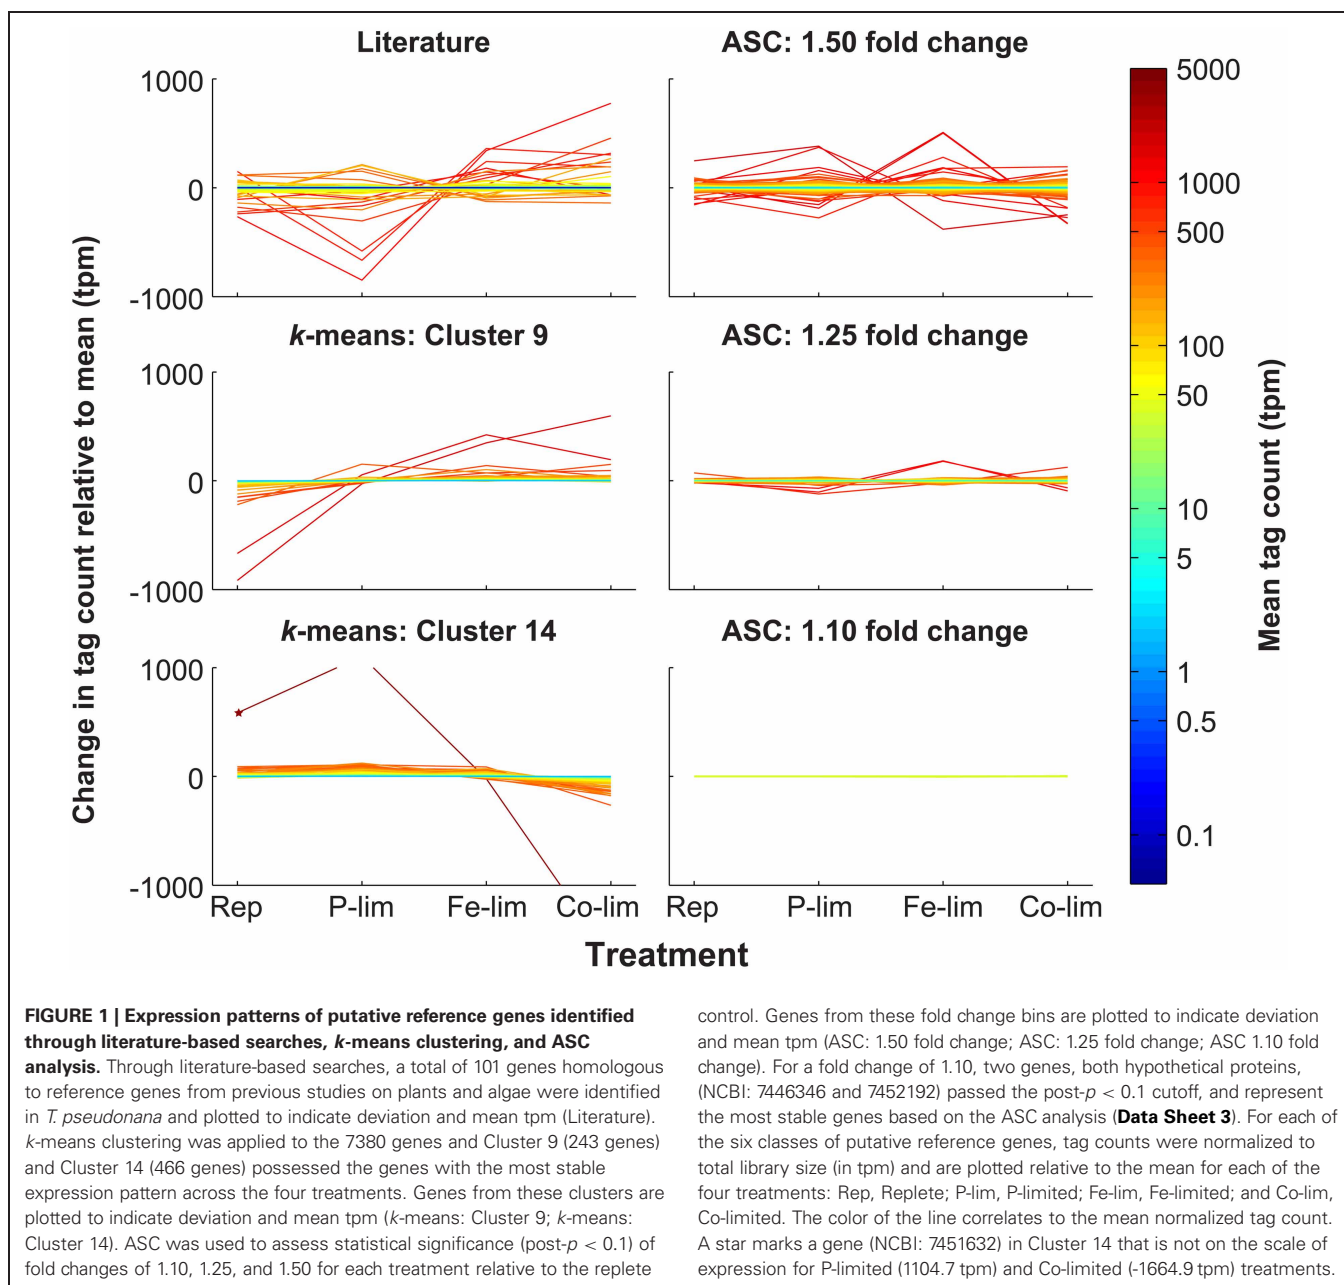 Literature
ASC: 1.50 fold change
1000
0
-1000
k-means: Cluster 9
ASC: 1.25 fold change
1000
0
-1000
k-means: Cluster 14
ASC: 1.10 fold change
1000
0
-1000
Rep P-lim Fe-lim Co-lim
Rep P-lim Fe-lim Co-lim
Treatment
Change in tag count relative to mean (tpm)
5000
1000
500
100
50
10
5
1
0.5
0.1
Mean tag count (tpm)
FIGURE 1 | Expression patterns of putative reference genes identified
through literature-based searches, k-means clustering, and ASC
analysis. Through literature-based searches, a total of 101 genes homologous
to reference genes from previous studies on plants and algae were identified
in T. pseudonana and plotted to indicate deviation and mean tpm (Literature).
k-means clustering was applied to the 7380 genes and Cluster 9 (243 genes)
and Cluster 14 (466 genes) possessed the genes with the most stable
expression pattern across the four treatments. Genes from these clusters are
plotted to indicate deviation and mean tpm (k-means: Cluster 9; k-means:
Cluster 14). ASC was used to assess statistical significance (post-p < 0.1) of
fold changes of 1.10, 1.25, and 1.50 for each treatment relative to the replete
control. Genes from these fold change bins are plotted to indicate deviation
and mean tpm (ASC: 1.50 fold change; ASC: 1.25 fold change; ASC 1.10 fold
change). For a fold change of 1.10, two genes, both hypothetical proteins,
(NCBI: 7446346 and 7452192) passed the post-p < 0.1 cutoff, and represent
the most stable genes based on the ASC analysis (Data Sheet 3). For each of
the six classes of putative reference genes, tag counts were normalized to
total library size (in tpm) and are plotted relative to the mean for each of the
four treatments: Rep, Replete; P-lim, P-limited; Fe-lim, Fe-limited; and Co-lim,
Co-limited. The color of the line correlates to the mean normalized tag count.
A star marks a gene (NCBI: 7451632) in Cluster 14 that is not on the scale of
expression for P-limited (1104.7 tpm) and Co-limited (-1664.9 tpm) treatments.